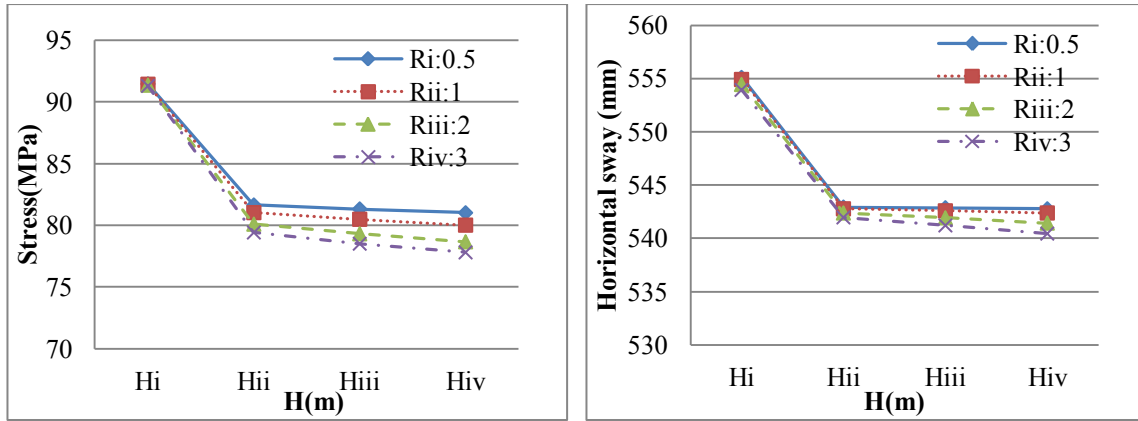 95
90
85
80
75
70
Stress(MPa)
Ri:0.5
Rii:1
Riii:2
Riv:3
Hi Hii Hiii Hiv
H(m)
560
555
550
545
540
535
530
Horizontal sway (mm)
Ri:0.5
Rii:1
Riii:2
Riv:3
Hi Hii Hiii Hiv
H(m)